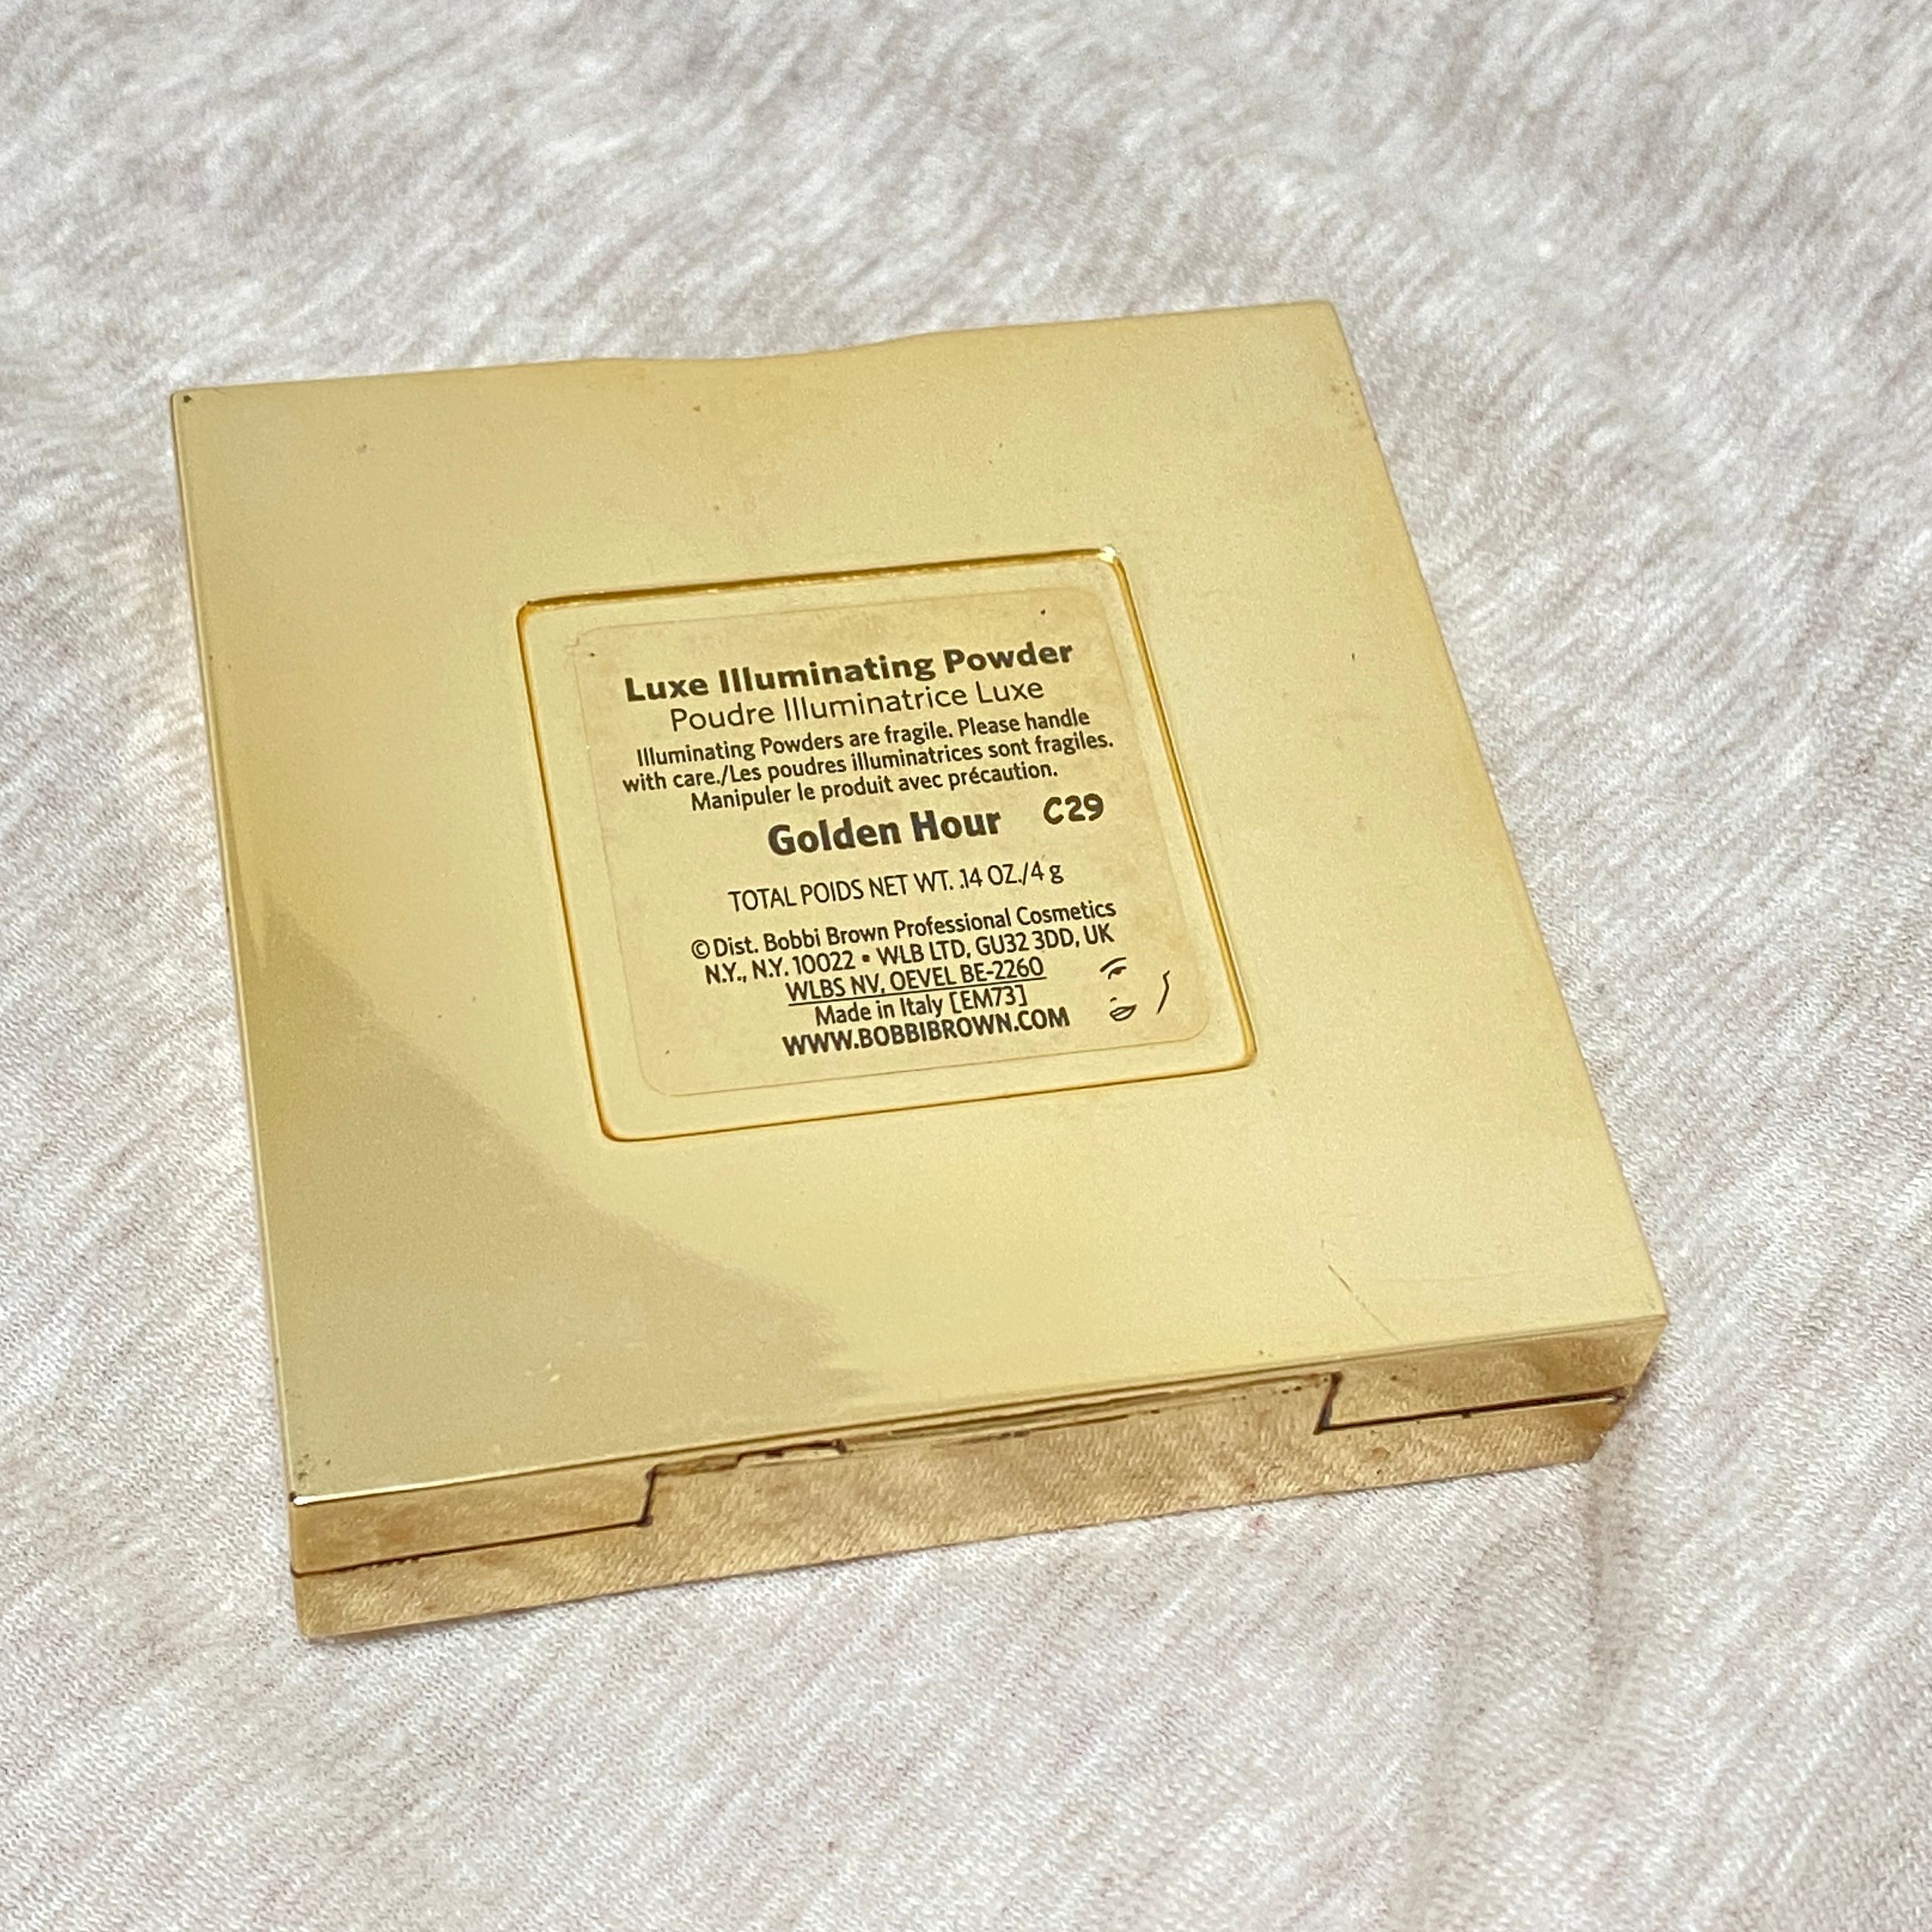 Luxe Illuminating Powder
Poudre Illuminatrice Luxe
Illuminating Powders are fragile. Please handle
with care./Les poudres illuminatrices sont fragiles.
Manipuler le produit avec précaution.
Golden Hour C29
TOTAL POIDS NET WT. .14 OZ./4 g
© Dist. Bobbi Brown Professional Cosmetics
N.Y., N.Y. 10022 • WLB LTD, GU32 3DD, UK
WLBS NV, OEVEL BE-2260
Made in Italy [EM73]
WWW.BOBBIBROWN.COM